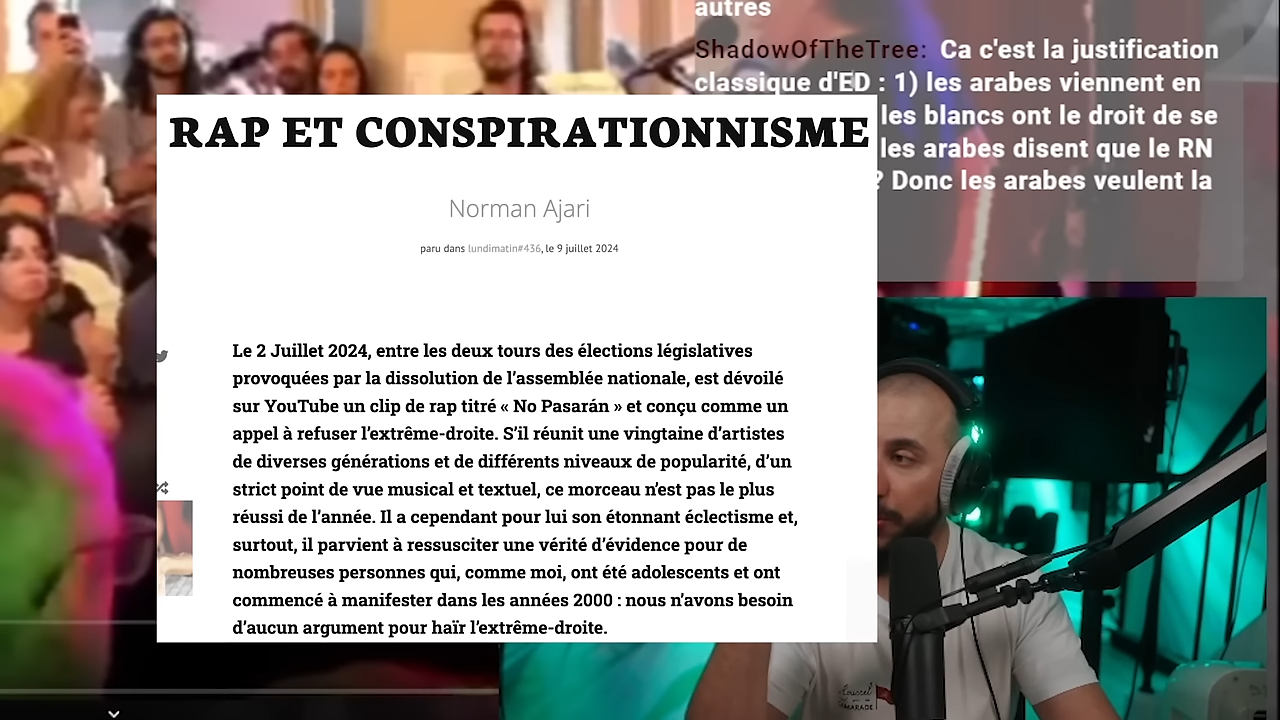 autres
ShadowOfTheTree: Ca c'est la justification
classique d'ED : 1) les arabes viennent en
les blancs ont le droit de se
les arabes disent que le RN
? Donc les arabes veulent la
RAP ET CONSPIRATIONNISME
Norman Ajari
paru dans lundimatin#436, le 9 juillet 2024
Le 2 Juillet 2024, entre les deux tours des élections législatives
provoquées par la dissolution de l'assemblée nationale, est dévoilé
sur YouTube un clip de rap titré « No Pasarán » et conçu comme un
appel à refuser l'extrême-droite. S'il réunit une vingtaine d'artistes
de diverses générations et de différents niveaux de popularité, d'un
strict point de vue musical et textuel, ce morceau n'est pas le plus
réussi de l'année. Il a cependant pour lui son étonnant éclectisme et,
surtout, il parvient à ressusciter une vérité d'évidence pour de
nombreuses personnes qui, comme moi, ont été adolescents et ont
commencé à manifester dans les années 2000 : nous n'avons besoin
d'aucun argument pour haïr l'extrême-droite.